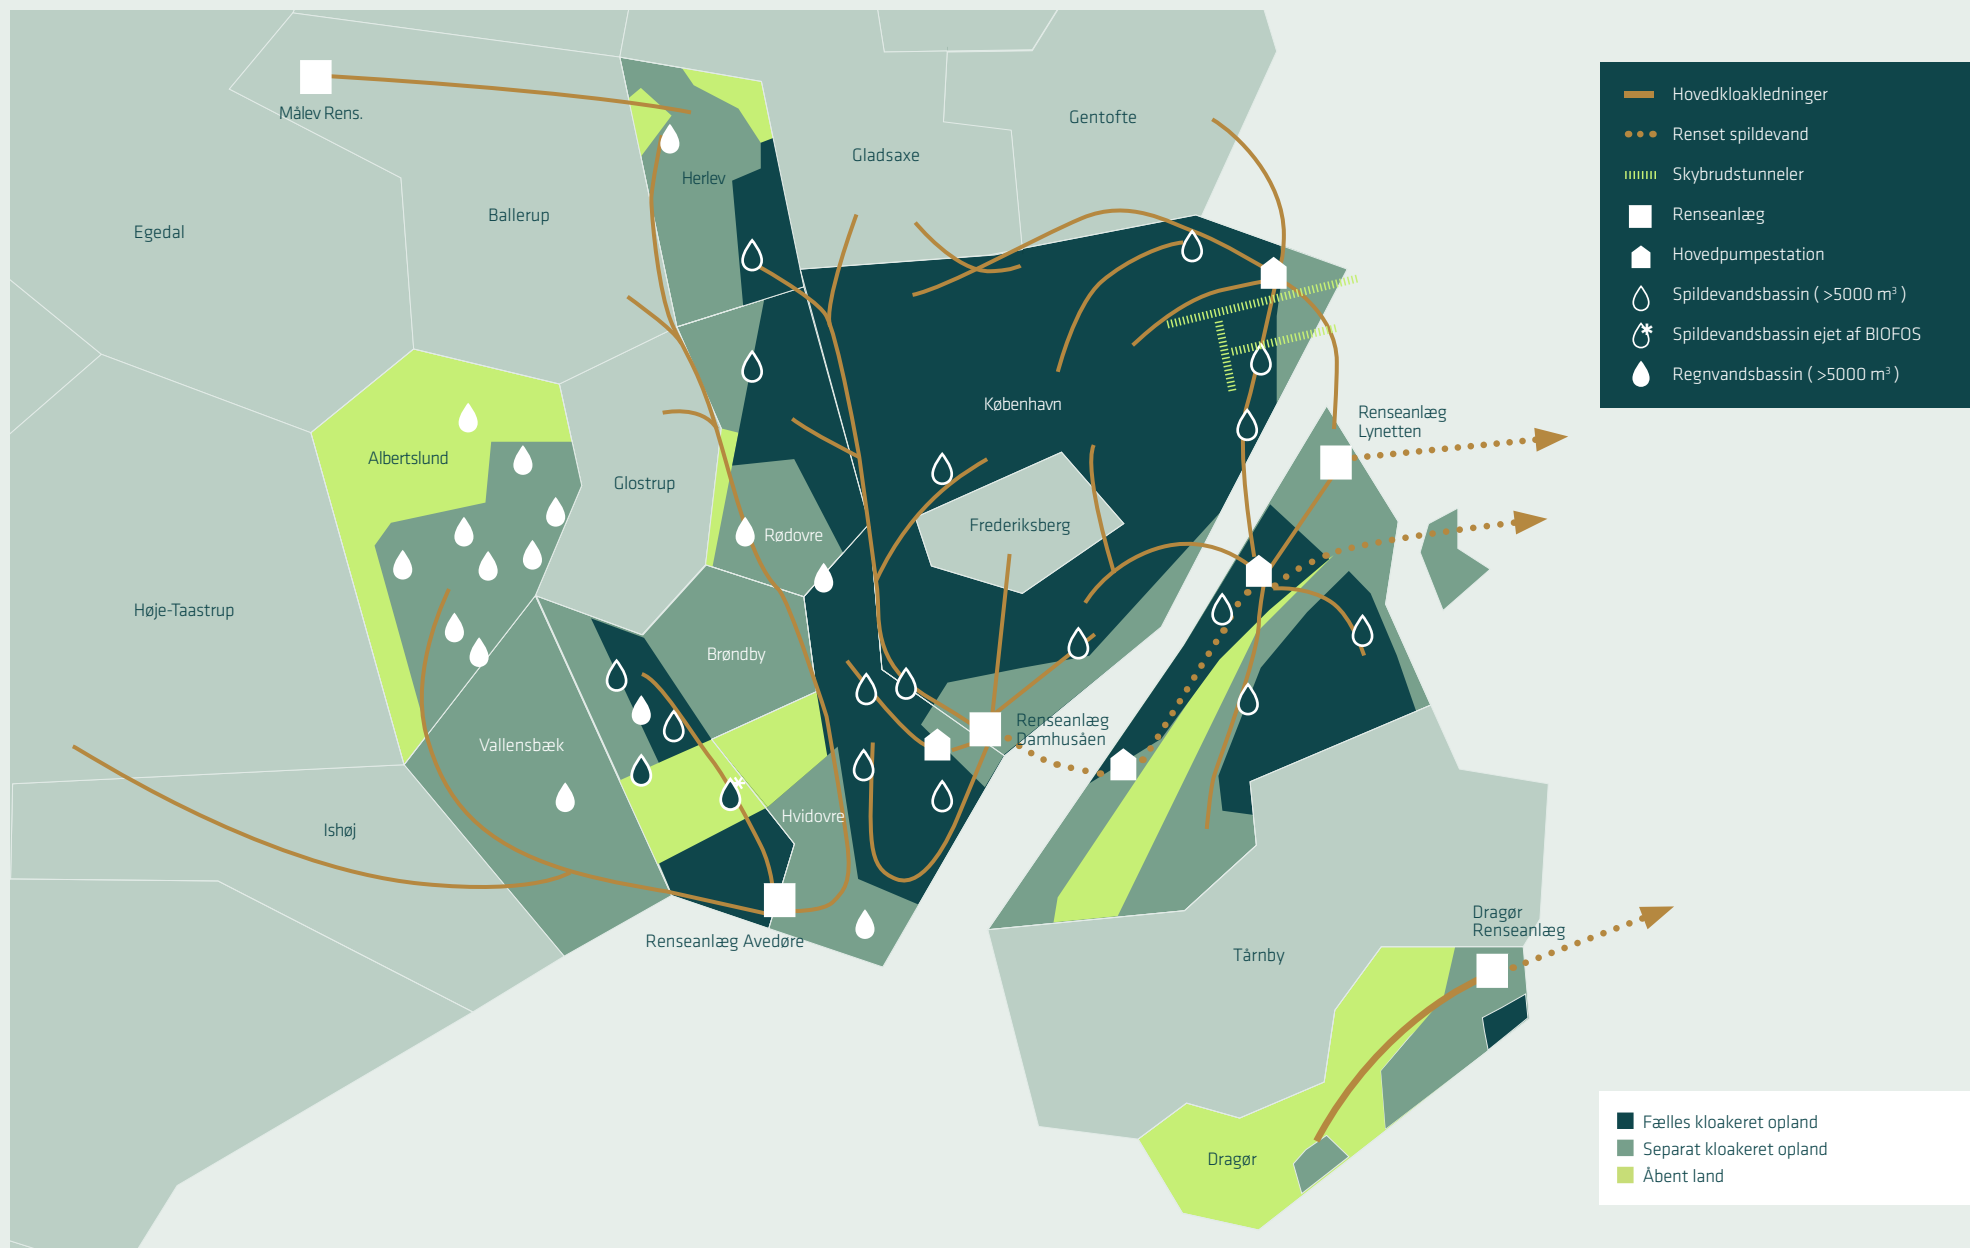 Målev Rens.
Egedal
Ballerup
Herlev
Gladsaxe
Gentofte
Hovedkloakledninger
Renset spildevand
Skybrudstunneler
Renseanlæg
Hovedpumpestation
Spildevandsbassin ( >5000 m³ )
Spildevandsbassin ejet af BIOFOS
Regnvandsbassin ( >5000 m³ )
København
Renseanlæg
Lynetten
Albertslund
Glostrup
Rødovre
Frederiksberg
Høje-Taastrup
Brøndby
Vallensbæk
Renseanlæg
Damhusåen
Ishøj
Hvidovre
Renseanlæg Avedøre
Tårnby
Dragør
Renseanlæg
Dragør
Fælles kloakeret opland
Separat kloakeret opland
Åbent land